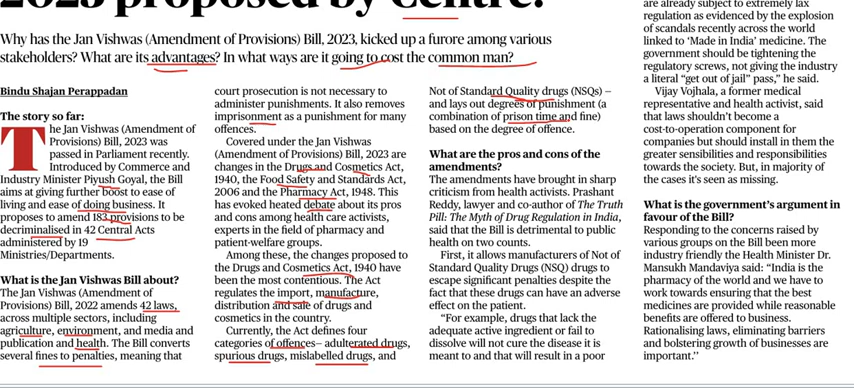 2023 proposed by Centre?
Why has the Jan Vishwas (Amendment of Provisions) Bill, 2023, kicked up a furore among various
stakeholders? What are its advantages? In what ways are it going to cost the common man?
Bindu Shajan Perappadan
The story so far:
The Jan Vishwas (Amendment of
Provisions) Bill, 2023 was
passed in Parliament recently.
Introduced by Commerce and
Industry Minister Piyush Goyal, the Bill
aims at giving further boost to ease of
living and ease of doing business. It
proposes to amend 183 provisions to be
decriminalised in 42 Central Acts
administered by 19
Ministries/Departments.
What is the Jan Vishwas Bill about?
The Jan Vishwas (Amendment of
Provisions) Bill, 2022 amends 42 laws,
across multiple sectors, including
agriculture, environment, and media and
publication and health. The Bill converts
several fines to penalties, meaning that
court prosecution is not necessary to
administer punishments. It also removes
imprisonment as a punishment for many
offences.
Covered under the Jan Vishwas
(Amendment of Provisions) Bill, 2023 are
changes in the Drugs and Cosmetics Act,
1940, the Food Safety and Standards Act,
2006 and the Pharmacy Act, 1948. This
has evoked heated debate about its pros
and cons among health care activists,
experts in the field of pharmacy and
patient-welfare groups.
Among these, the changes proposed to
the Drugs and Cosmetics Act, 1940 have
been the most contentious. The Act
regulates the import, manufacture,
distribution and sale of drugs and
cosmetics in the country.
Currently, the Act defines four
categories of offences— adulterated drugs,
spurious drugs, mislabelled drugs, and
Not of Standard Quality drugs (NSQs) —
and lays out degrees of punishment (a
combination of prison time and fine)
based on the degree of offence.
What are the pros and cons of the
amendments?
The amendments have brought in sharp
criticism from health activists. Prashant
Reddy, lawyer and co-author of The Truth
Pill: The Myth of Drug Regulation in India,
said that the Bill is detrimental to public
health on two counts.
First, it allows manufacturers of Not of
Standard Quality Drugs (NSQ) drugs to
escape significant penalties despite the
fact that these drugs can have an adverse
effect on the patient.
“For example, drugs that lack the
adequate active ingredient or fail to
dissolve will not cure the disease it is
meant to and that will result in a poor
are already subject to extremely lax
regulation as evidenced by the explosion
of scandals recently across the world
linked to ‘Made in India’ medicine. The
government should be tightening the
regulatory screws, not giving the industry
a literal “get out of jail” pass,” he said.
Vijay Vojhala, a former medical
representative and health activist, said
that laws shouldn’t become a
cost-to-operation component for
companies but should install in them the
greater sensibilities and responsibilities
towards the society. But, in majority of
the cases it’s seen as missing.
What is the government’s argument in
favour of the Bill?
Responding to the concerns raised by
various groups on the Bill been more
industry friendly the Health Minister Dr.
Mansukh Mandaviya said: “India is the
pharmacy of the world and we have to
work towards ensuring that the best
medicines are provided while reasonable
benefits are offered to business.
Rationalising laws, eliminating barriers
and bolstering growth of businesses are
important.”